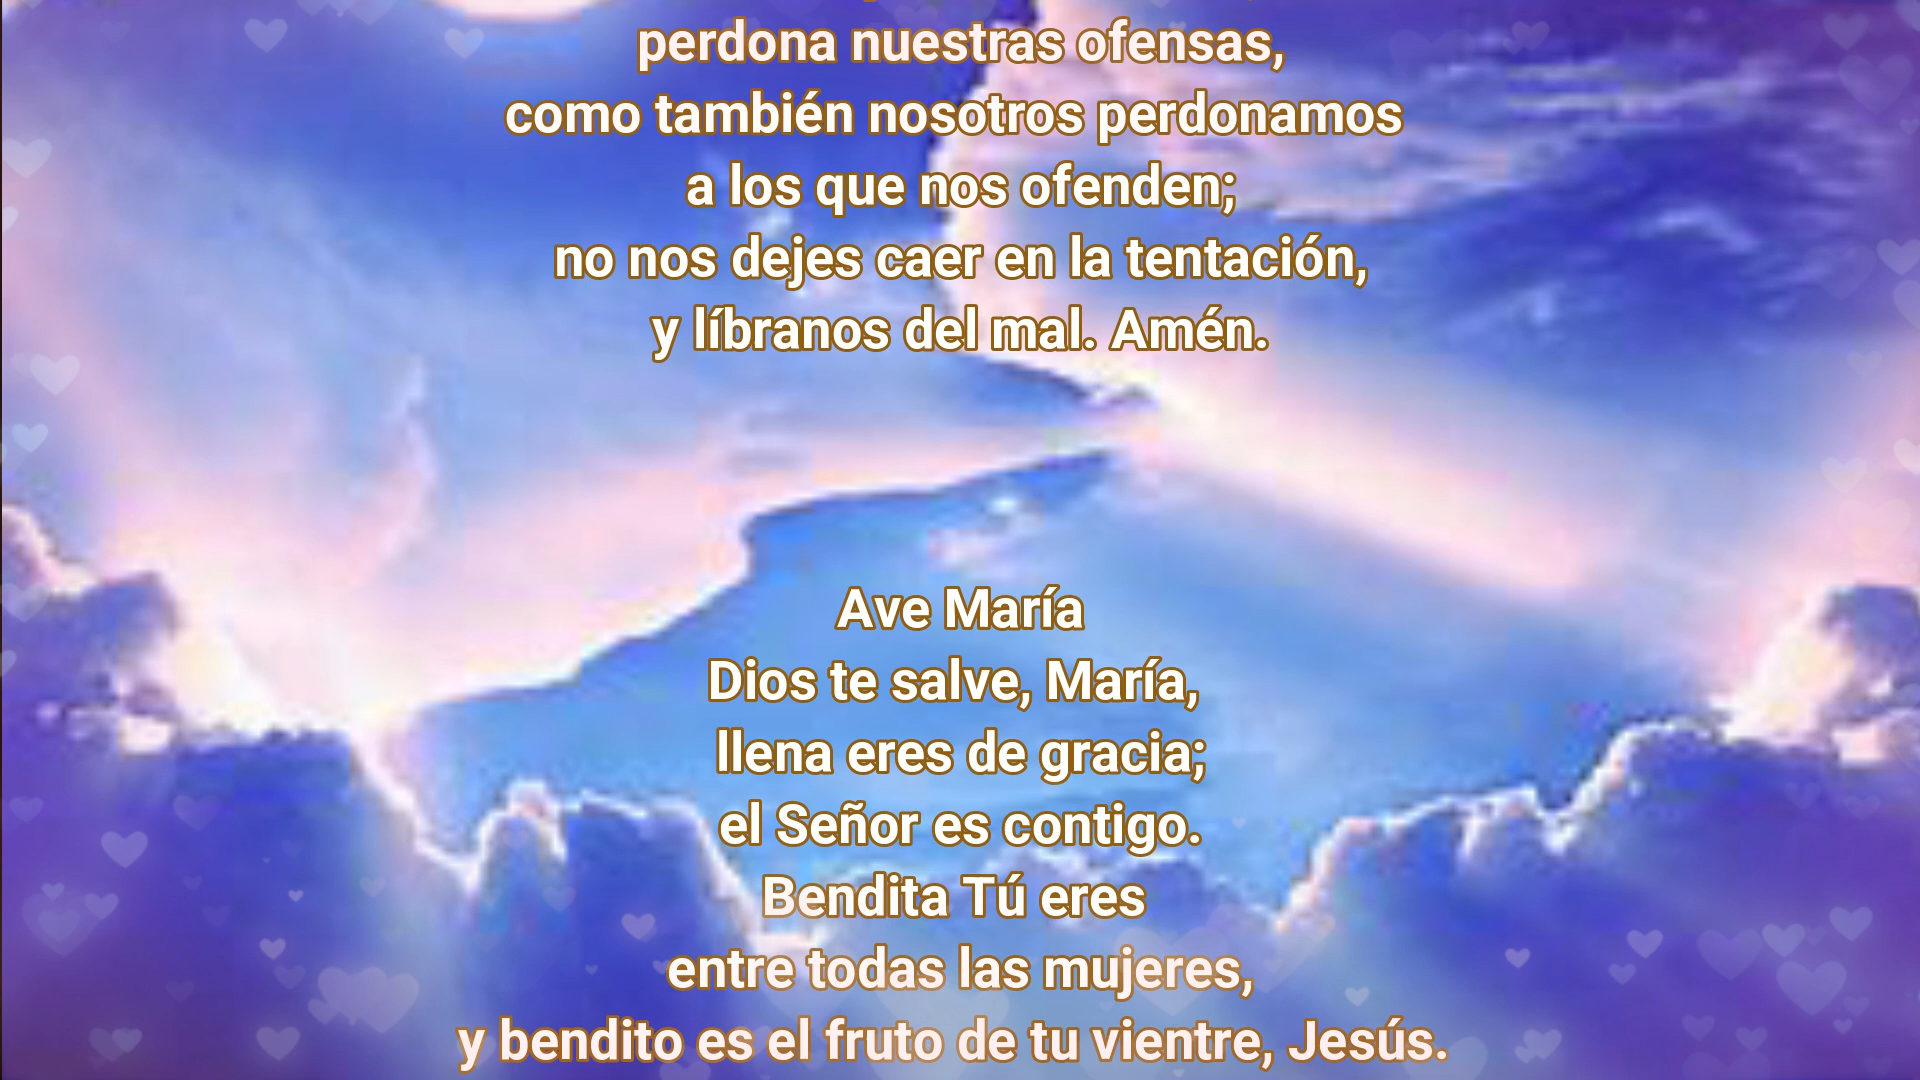 perdona nuestras ofensas,
como también nosotros perdonamos
a los que nos ofenden;
no nos dejes caer en la tentación,
y líbranos del mal. Amén.
Ave María
Dios te salve, María,
llena eres de gracia;
el Señor es contigo.
Bendita Tú eres
entre todas las mujeres,
y bendito es el fruto de tu vientre, Jesús.